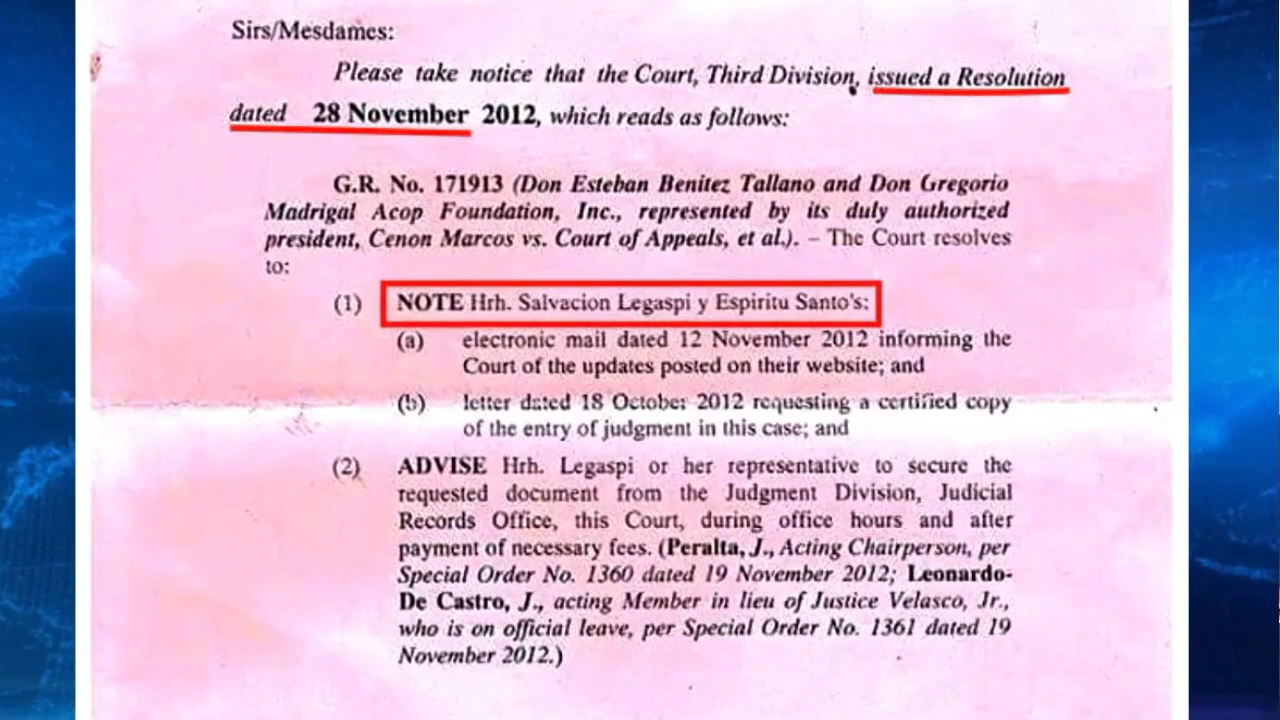 Sirs/Mesdames:
Please take notice that the Court, Third Division, issued a Resolution
dated 28 November 2012, which reads as follows:
G.R. No. 171913 (Don Esteban Benitez Tallano and Don Gregorio
Madrigal Acop Foundation, Inc., represented by its duly authorized
president, Cenon Marcos vs. Court of Appeals, et al.). – The Court resolves
to:
(1) NOTE Hrh. Salvacion Legaspi y Espiritu Santo's:
(a) electronic mail dated 12 November 2012 informing the
Court of the updates posted on their website; and
(b) letter dated 18 October 2012 requesting a certified copy
of the entry of judgment in this case; and
(2) ADVISE Hrh. Legaspi or her representative to secure the
requested document from the Judgment Division, Judicial
Records Office, this Court, during office hours and after
payment of necessary fees. (Peralta, J., Acting Chairperson, per
Special Order No. 1360 dated 19 November 2012; Leonardo-
De Castro, J., acting Member in lieu of Justice Velasco, Jr.,
who is on official leave, per Special Order No. 1361 dated 19
November 2012.)